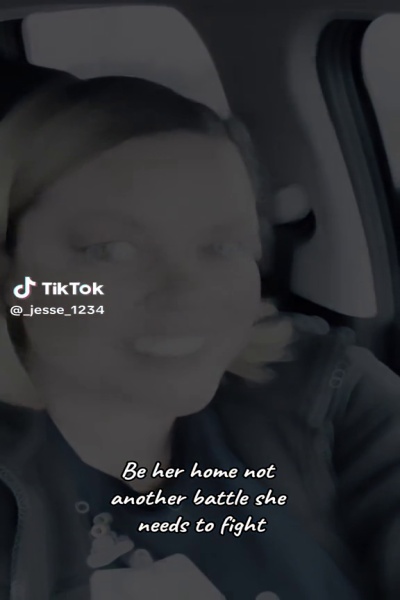 TikTok
@_jesse_1234
Be her home not
another battle she
needs to fight